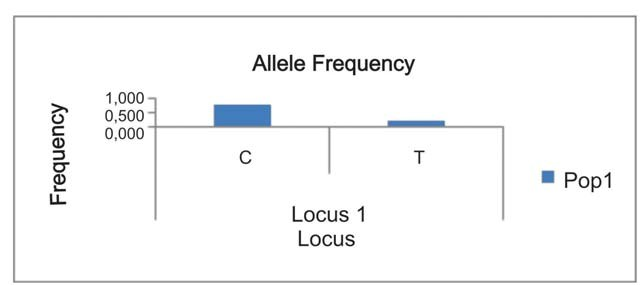 Allele Frequency
Frequency
1,000
0,500
0,000
C T
Locus 1
Locus
Pop1